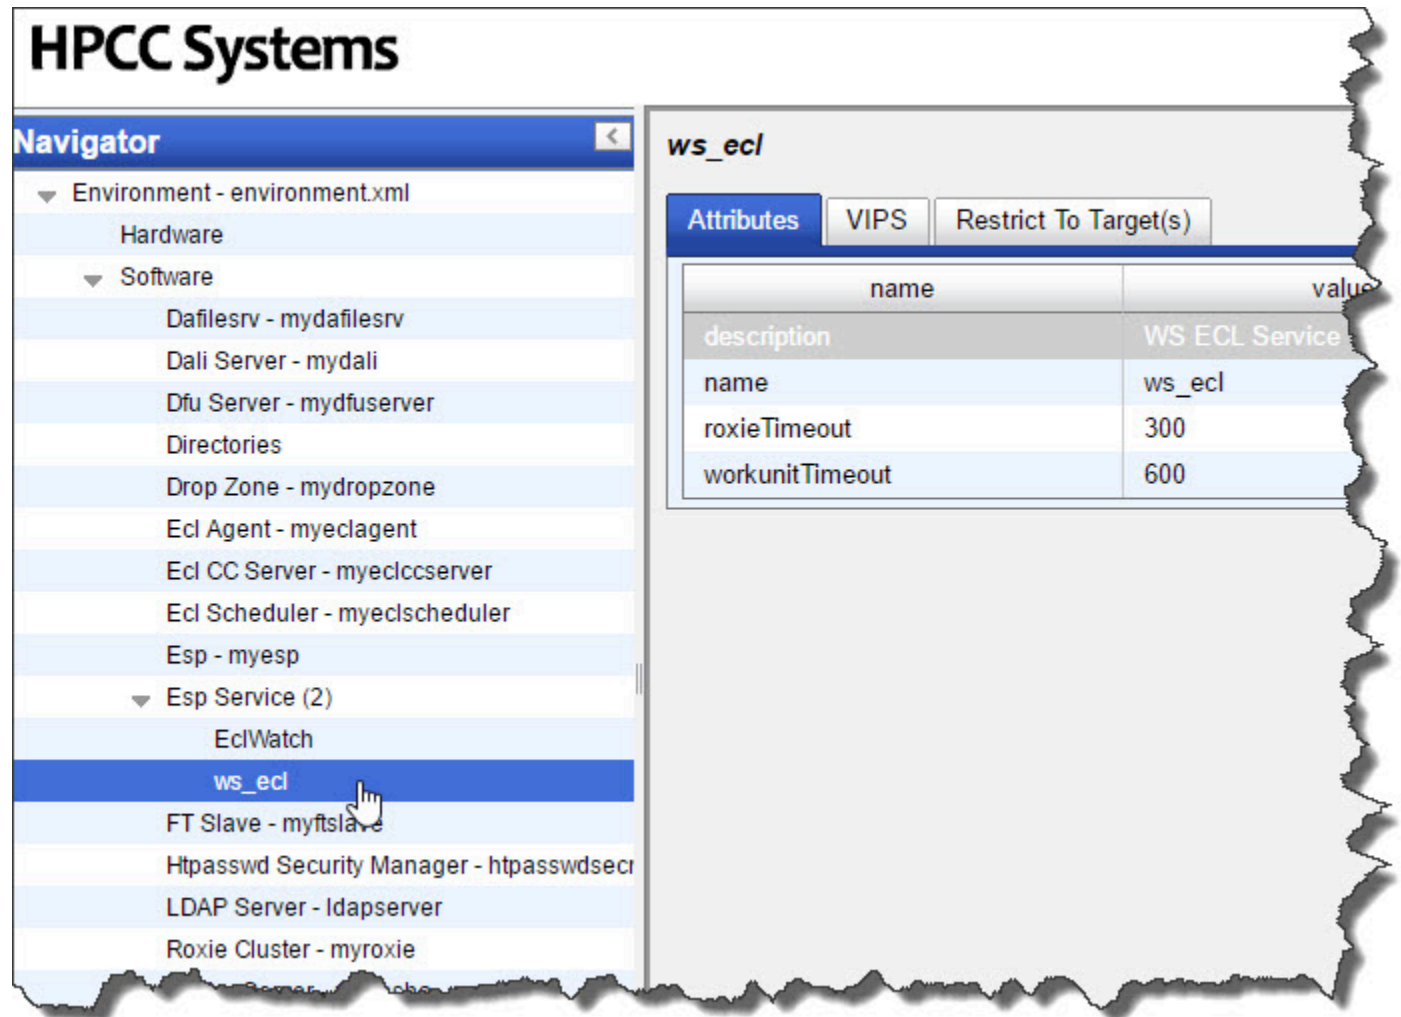 HPCC Systems
Navigator
Environment - environment.xml
Hardware
Software
Dafilesrv - mydafilesrv
Dali Server - mydali
Dfu Server - mydfuserver
Directories
Drop Zone - mydropzone
Ecl Agent - myeclagent
Ecl CC Server - myeclccserver
Ecl Scheduler - myeclscheduler
Esp - myesp
Esp Service (2)
EclWatch
ws_ecl
FT Slave - myftslave
Htpasswd Security Manager - htpasswdsecr
LDAP Server - ldapserver
Roxie Cluster - myroxie
ws_ecl
Attributes VIPS Restrict To Target(s)
name value
description WS ECL Service
name ws_ecl
roxieTimeout 300
workunitTimeout 600